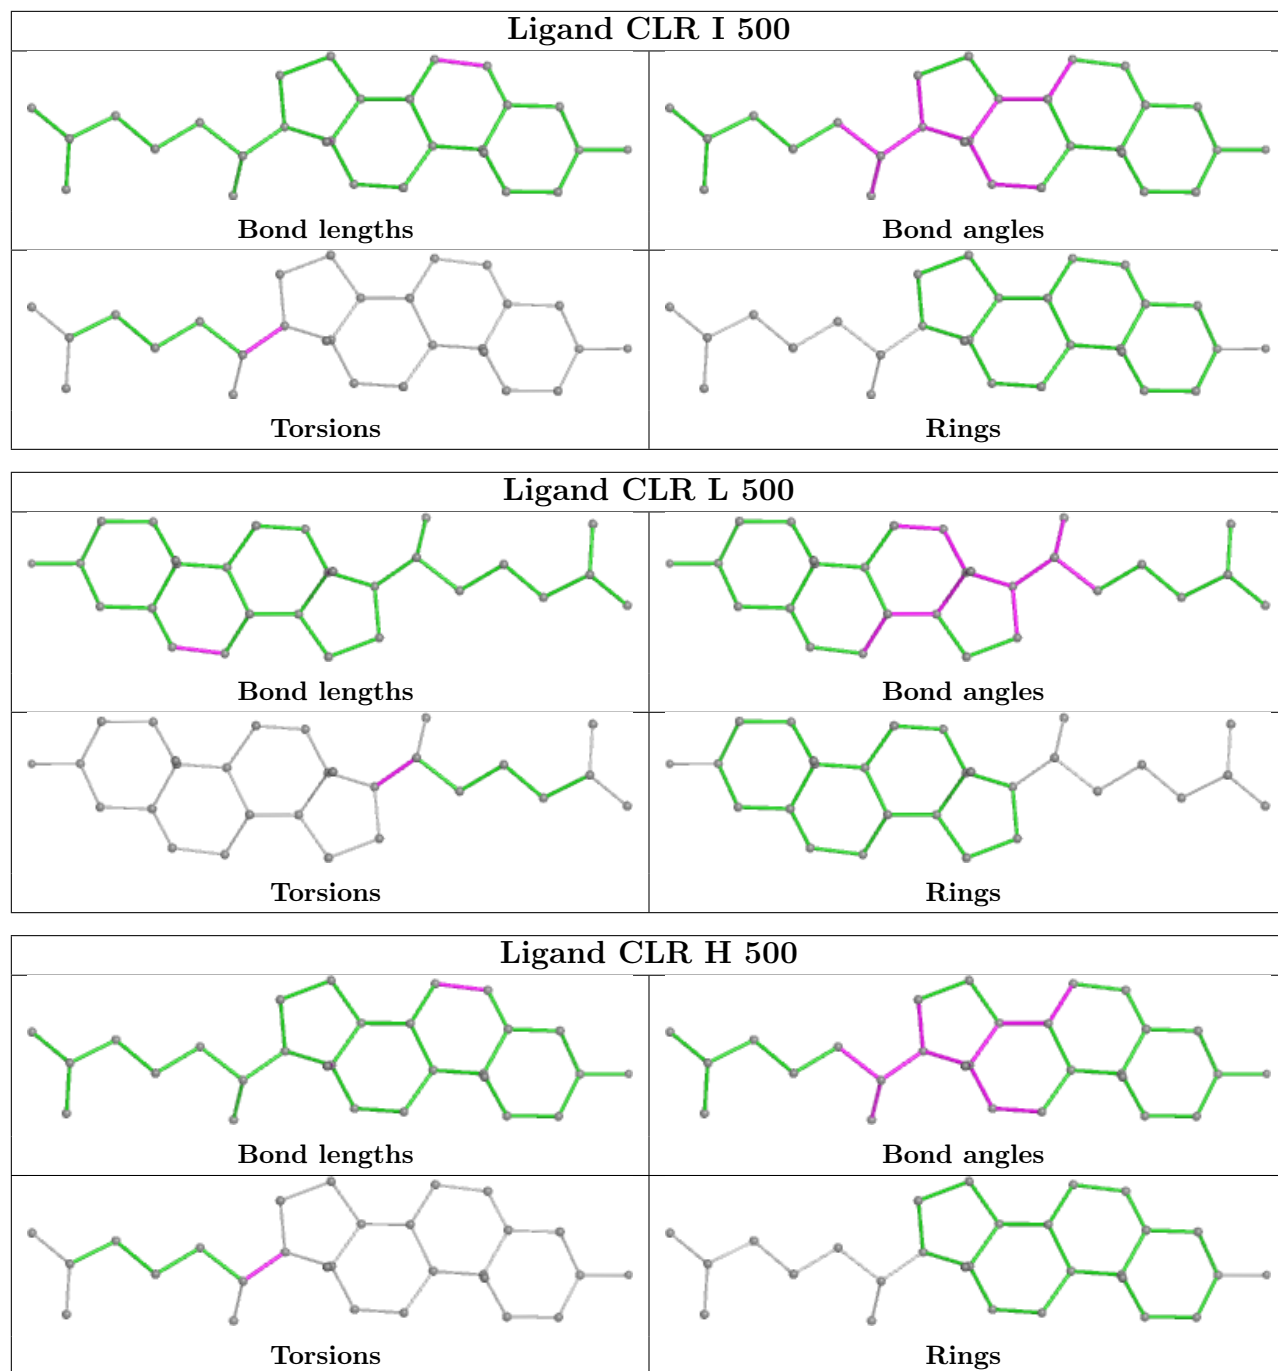 Ligand CLR I 500
Bond lengths
Bond angles
Torsions
Rings
Ligand CLR L 500
Bond lengths
Bond angles
Torsions
Rings
Ligand CLR H 500
Bond lengths
Bond angles
Torsions
Rings